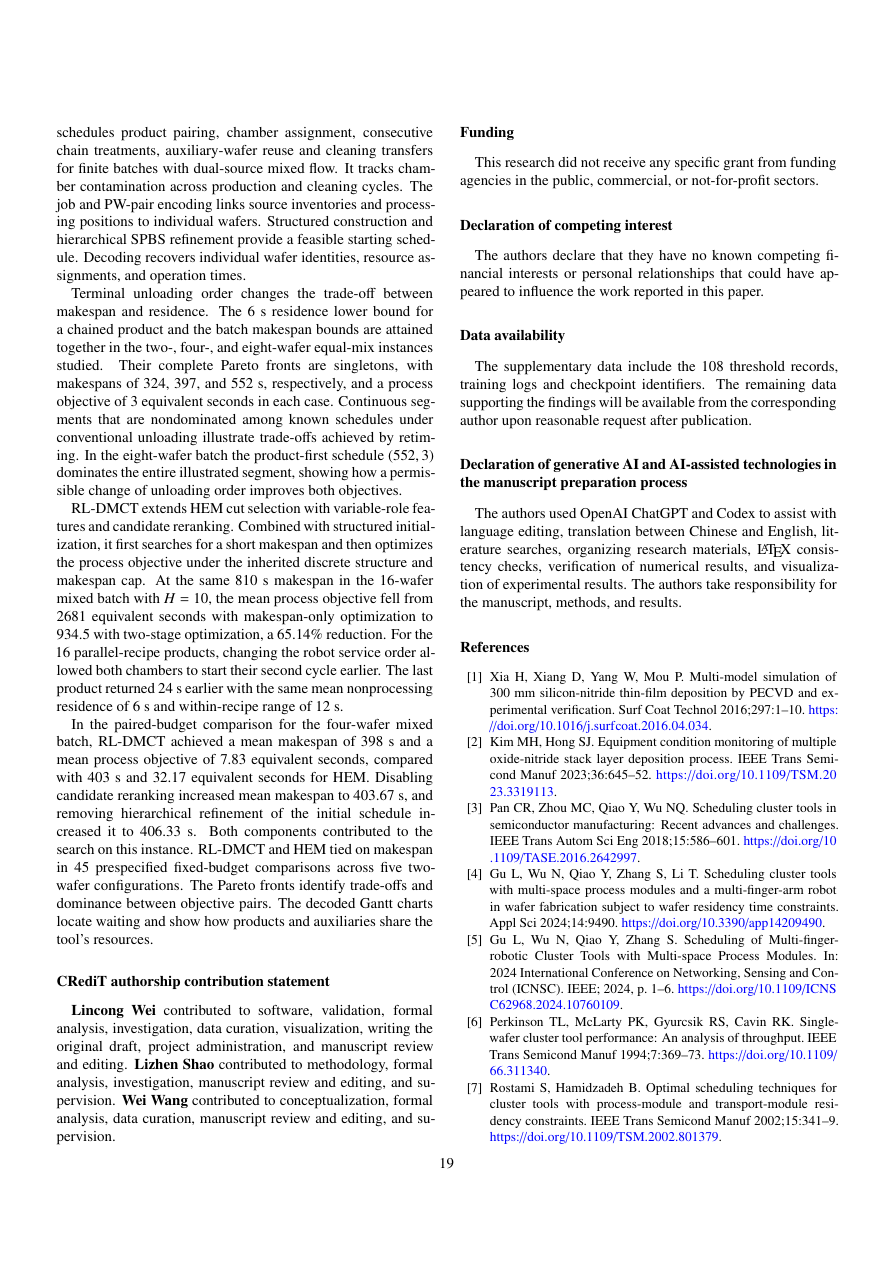 schedules product pairing, chamber assignment, consecutive
chain treatments, auxiliary-wafer reuse and cleaning transfers
for finite batches with dual-source mixed flow. It tracks cham-
ber contamination across production and cleaning cycles. The
job and PW-pair encoding links source inventories and process-
ing positions to individual wafers. Structured construction and
hierarchical SPBS refinement provide a feasible starting sched-
ule. Decoding recovers individual wafer identities, resource as-
signments, and operation times.
Terminal unloading order changes the trade-off between
makespan and residence. The 6 s residence lower bound for
a chained product and the batch makespan bounds are attained
together in the two-, four-, and eight-wafer equal-mix instances
studied. Their complete Pareto fronts are singletons, with
makespans of 324, 397, and 552 s, respectively, and a process
objective of 3 equivalent seconds in each case. Continuous seg-
ments that are nondominated among known schedules under
conventional unloading illustrate trade-offs achieved by retim-
ing. In the eight-wafer batch the product-first schedule (552, 3)
dominates the entire illustrated segment, showing how a permis-
sible change of unloading order improves both objectives.
RL-DMCT extends HEM cut selection with variable-role fea-
tures and candidate reranking. Combined with structured initial-
ization, it first searches for a short makespan and then optimizes
the process objective under the inherited discrete structure and
makespan cap. At the same 810 s makespan in the 16-wafer
mixed batch with H = 10, the mean process objective fell from
2681 equivalent seconds with makespan-only optimization to
934.5 with two-stage optimization, a 65.14% reduction. For the
16 parallel-recipe products, changing the robot service order al-
lowed both chambers to start their second cycle earlier. The last
product returned 24 s earlier with the same mean nonprocessing
residence of 6 s and within-recipe range of 12 s.
In the paired-budget comparison for the four-wafer mixed
batch, RL-DMCT achieved a mean makespan of 398 s and a
mean process objective of 7.83 equivalent seconds, compared
with 403 s and 32.17 equivalent seconds for HEM. Disabling
candidate reranking increased mean makespan to 403.67 s, and
removing hierarchical refinement of the initial schedule in-
creased it to 406.33 s. Both components contributed to the
search on this instance. RL-DMCT and HEM tied on makespan
in 45 prespecified fixed-budget comparisons across five two-
wafer configurations. The Pareto fronts identify trade-offs and
dominance between objective pairs. The decoded Gantt charts
locate waiting and show how products and auxiliaries share the
tool's resources.
CRediT authorship contribution statement
Lincong Wei contributed to software, validation, formal
analysis, investigation, data curation, visualization, writing the
original draft, project administration, and manuscript review
and editing. Lizhen Shao contributed to methodology, formal
analysis, investigation, manuscript review and editing, and su-
pervision. Wei Wang contributed to conceptualization, formal
analysis, data curation, manuscript review and editing, and su-
pervision.
Funding
This research did not receive any specific grant from funding
agencies in the public, commercial, or not-for-profit sectors.
Declaration of competing interest
The authors declare that they have no known competing fi-
nancial interests or personal relationships that could have ap-
peared to influence the work reported in this paper.
Data availability
The supplementary data include the 108 threshold records,
training logs and checkpoint identifiers. The remaining data
supporting the findings will be available from the corresponding
author upon reasonable request after publication.
Declaration of generative AI and AI-assisted technologies in
the manuscript preparation process
The authors used OpenAI ChatGPT and Codex to assist with
language editing, translation between Chinese and English, lit-
erature searches, organizing research materials, LATEX consis-
tency checks, verification of numerical results, and visualiza-
tion of experimental results. The authors take responsibility for
the manuscript, methods, and results.
References
[1] Xia H, Xiang D, Yang W, Mou P. Multi-model simulation of
300 mm silicon-nitride thin-film deposition by PECVD and ex-
perimental verification. Surf Coat Technol 2016;297:1–10. https:
//doi.org/10.1016/j.surfcoat.2016.04.034.
[2] Kim MH, Hong SJ. Equipment condition monitoring of multiple
oxide-nitride stack layer deposition process. IEEE Trans Semi-
cond Manuf 2023;36:645–52. https://doi.org/10.1109/TSM.20
23.3319113.
[3] Pan CR, Zhou MC, Qiao Y, Wu NQ. Scheduling cluster tools in
semiconductor manufacturing: Recent advances and challenges.
IEEE Trans Autom Sci Eng 2018;15:586–601. https://doi.org/10
.1109/TASE.2016.2642997.
[4] Gu L, Wu N, Qiao Y, Zhang S, Li T. Scheduling cluster tools
with multi-space process modules and a multi-finger-arm robot
in wafer fabrication subject to wafer residency time constraints.
Appl Sci 2024;14:9490. https://doi.org/10.3390/app14209490.
[5] Gu L, Wu N, Qiao Y, Zhang S. Scheduling of Multi-finger-
robotic Cluster Tools with Multi-space Process Modules. In:
2024 International Conference on Networking, Sensing and Con-
trol (ICNSC). IEEE; 2024, p. 1–6. https://doi.org/10.1109/ICNS
C62968.2024.10760109.
[6] Perkinson TL, McLarty PK, Gyurcsik RS, Cavin RK. Single-
wafer cluster tool performance: An analysis of throughput. IEEE
Trans Semicond Manuf 1994;7:369–73. https://doi.org/10.1109/
66.311340.
[7] Rostami S, Hamidzadeh B. Optimal scheduling techniques for
cluster tools with process-module and transport-module resi-
dency constraints. IEEE Trans Semicond Manuf 2002;15:341–9.
https://doi.org/10.1109/TSM.2002.801379.
19